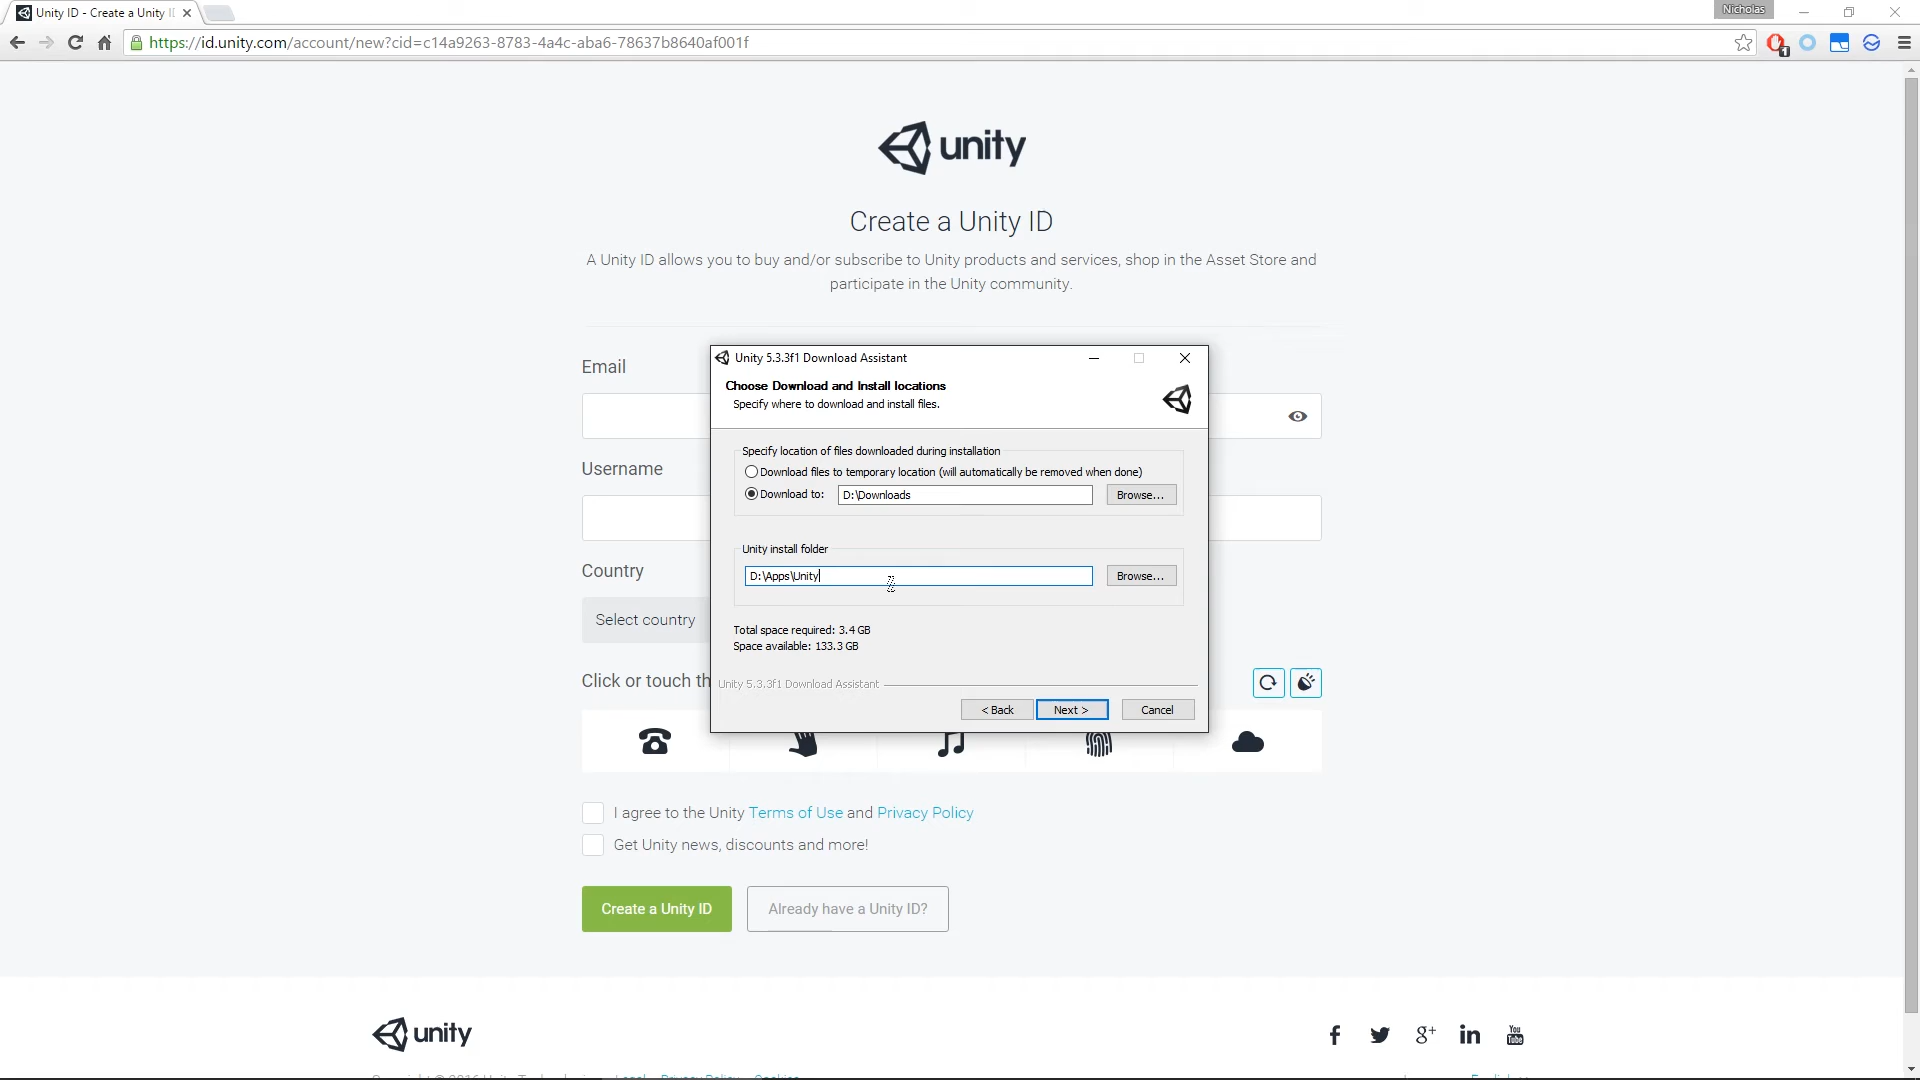 Unity ID - Create a Unity I
Nicholas
https://id.unity.com/account/new?cid=c14a9263-8783-4a4c-aba6-78637b8640af001f
1
unity
Create a Unity ID
A Unity ID allows you to buy and/or subscribe to Unity products and services, shop in the Asset Store and
participate in the Unity community.
Email
Username
Country
Select country
Click or touch th
Unity 5.3.3f1 Download Assistant
Choose Download and Install locations
Specify where to download and install files.
Specify location of files downloaded during installation
Download files to temporary location (will automatically be removed when done)
Download to: D:\Downloads Browse...
Unity install folder
D:\Apps\Unity Browse...
Total space required: 3.4 GB
Space available: 133.3 GB
Unity 5.3.3f1 Download Assistant
< Back Next > Cancel
I agree to the Unity Terms of Use and Privacy Policy
Get Unity news, discounts and more!
Create a Unity ID Already have a Unity ID?
unity
f g+ in You Tube